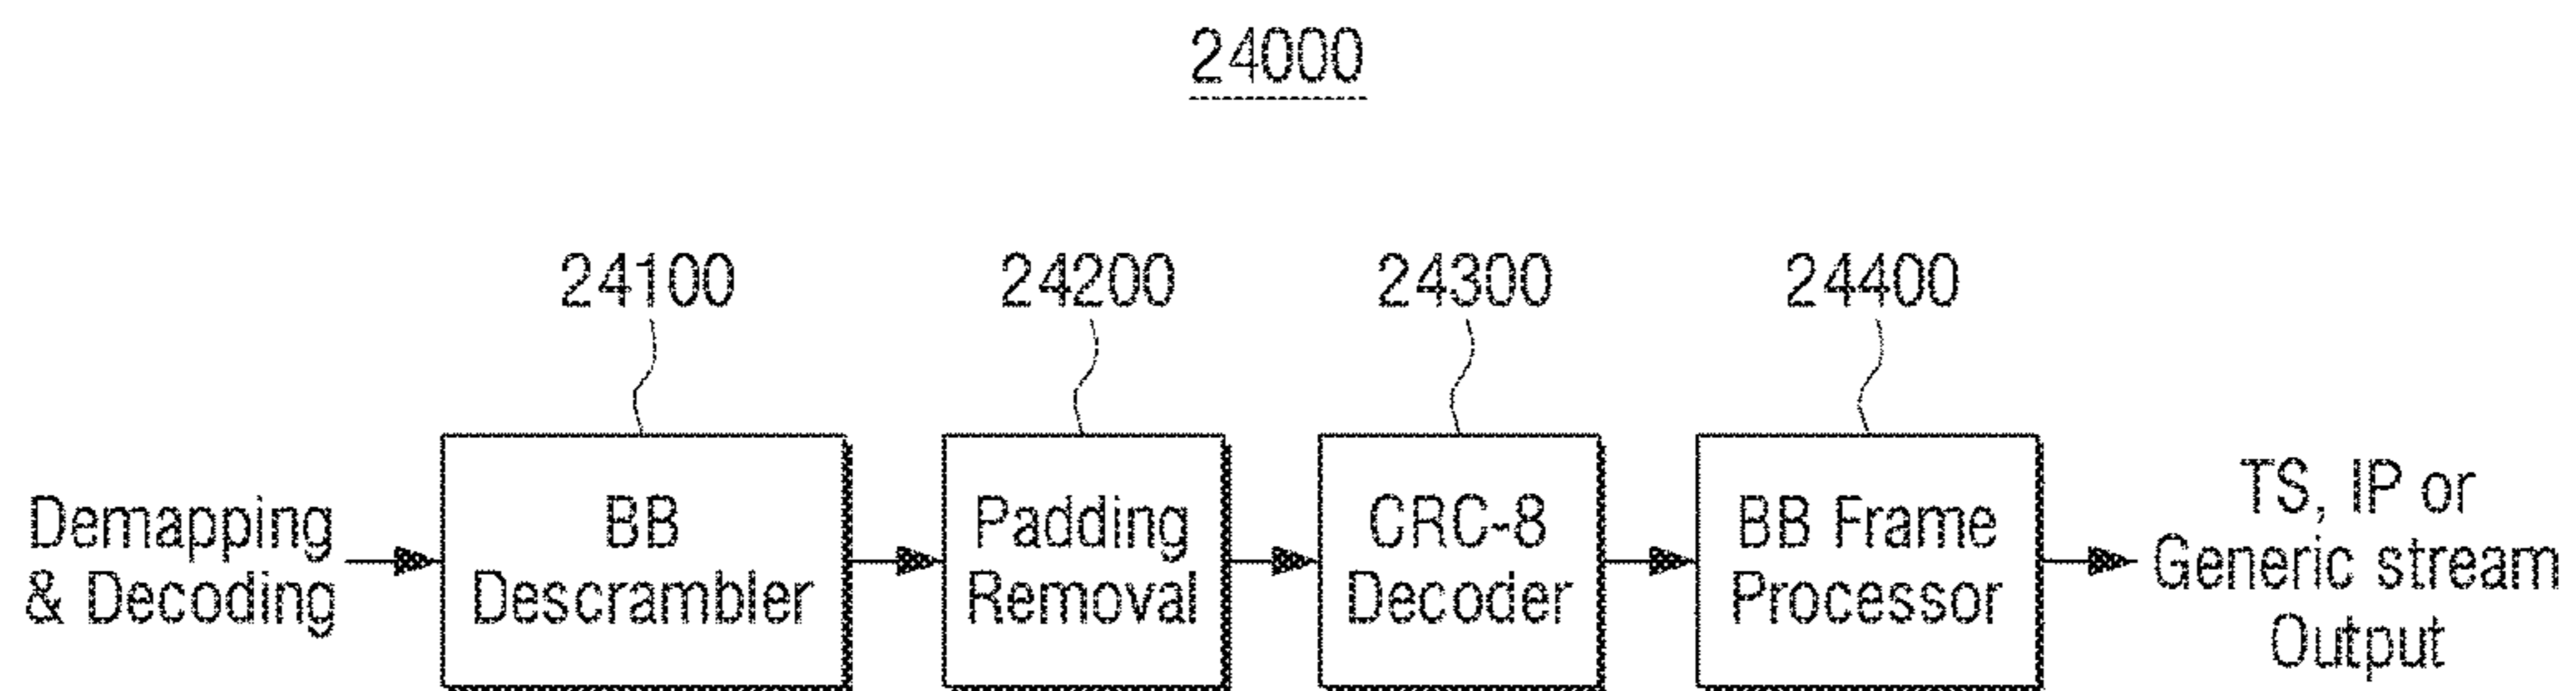 24000
24100
24200
24300
24400
Demapping
& Decoding
BB
Descrambler
Padding
Removal
CRC-8
Decoder
BB Frame
Processor
TS, IP or
Generic stream
Output